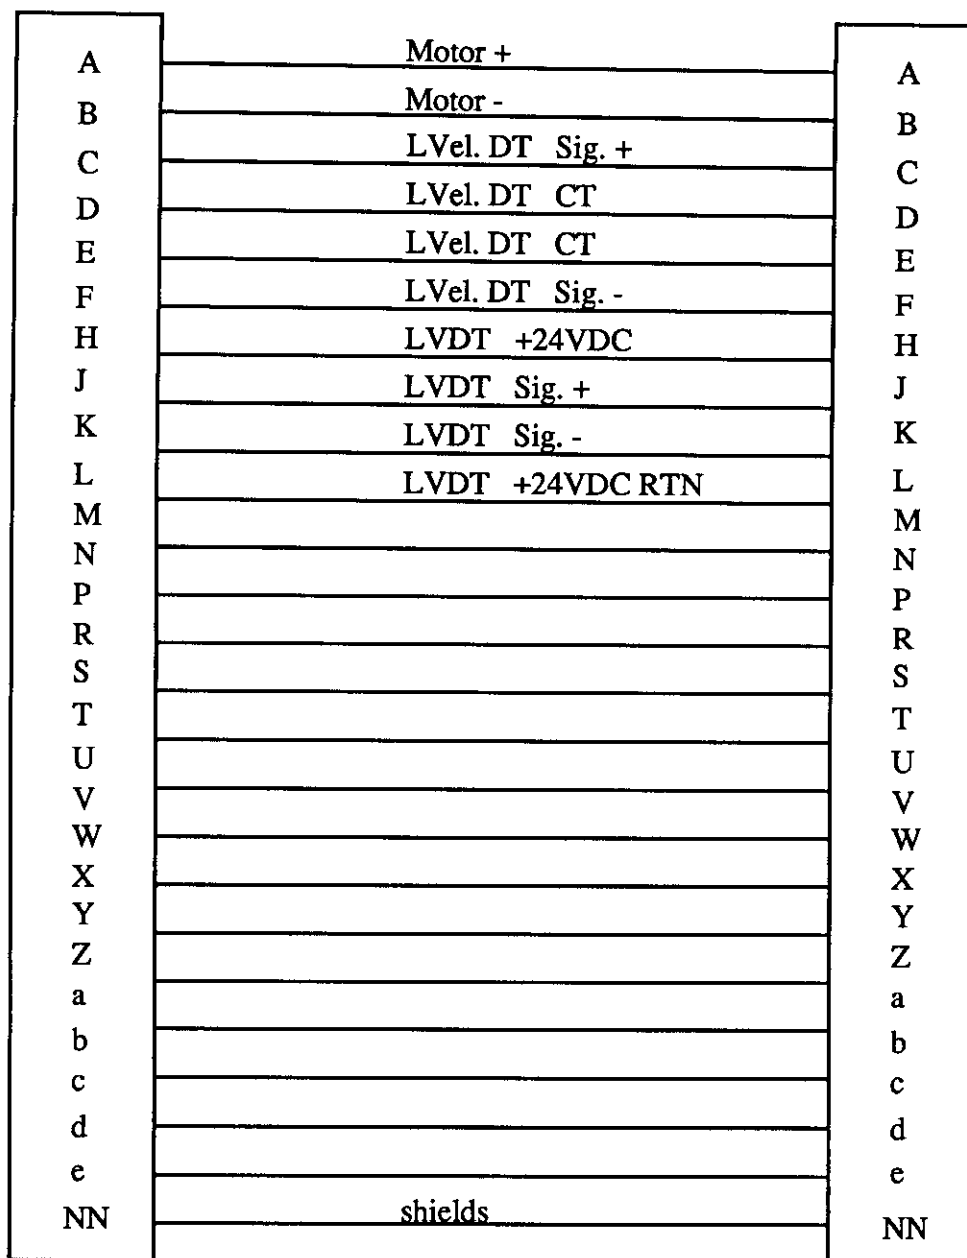 A Motor + A
B Motor - B
C LVel. DT Sig. + C
D LVel. DT CT D
E LVel. DT CT E
F LVel. DT Sig. - F
H LVDT +24VDC H
J LVDT Sig. + J
K LVDT Sig. - K
L LVDT +24VDC RTN L
M M
N N
P P
R R
S S
T T
U U
V V
W W
X X
Y Y
Z Z
a a
b b
c c
d d
e e
NN shields NN